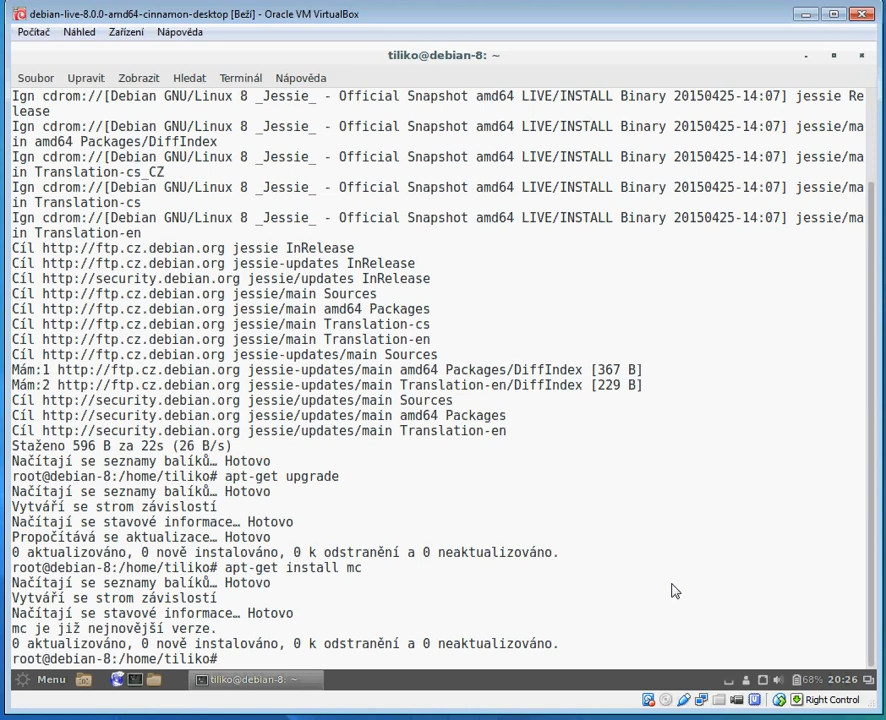 debian-live-8.0.0-amd64-cinnamon-desktop [Beží] - Oracle VM VirtualBox
Počítač Náhled Zařízení Nápověda
tiliko@debian-8: ~
Soubor Upravit Zobrazit Hledat Terminál Nápověda
Ign cdrom://[Debian GNU/Linux 8 _Jessie_ - Official Snapshot amd64 LIVE/INSTALL Binary 20150425-14:07] jessie Re
lease
Ign cdrom://[Debian GNU/Linux 8 _Jessie_ - Official Snapshot amd64 LIVE/INSTALL Binary 20150425-14:07] jessie/ma
in amd64 Packages/DiffIndex
Ign cdrom://[Debian GNU/Linux 8 _Jessie_ - Official Snapshot amd64 LIVE/INSTALL Binary 20150425-14:07] jessie/ma
in Translation-cs_CZ
Ign cdrom://[Debian GNU/Linux 8 _Jessie_ - Official Snapshot amd64 LIVE/INSTALL Binary 20150425-14:07] jessie/ma
in Translation-cs
Ign cdrom://[Debian GNU/Linux 8 _Jessie_ - Official Snapshot amd64 LIVE/INSTALL Binary 20150425-14:07] jessie/ma
in Translation-en
Cíl http://ftp.cz.debian.org jessie InRelease
Cíl http://ftp.cz.debian.org jessie-updates InRelease
Cíl http://security.debian.org jessie/updates InRelease
Cíl http://ftp.cz.debian.org jessie/main Sources
Cíl http://ftp.cz.debian.org jessie/main amd64 Packages
Cíl http://ftp.cz.debian.org jessie/main Translation-cs
Cíl http://ftp.cz.debian.org jessie/main Translation-en
Cíl http://ftp.cz.debian.org jessie-updates/main Sources
Mám:1 http://ftp.cz.debian.org jessie-updates/main amd64 Packages/DiffIndex [367 B]
Mám:2 http://ftp.cz.debian.org jessie-updates/main Translation-en/DiffIndex [229 B]
Cíl http://security.debian.org jessie/updates/main Sources
Cíl http://security.debian.org jessie/updates/main amd64 Packages
Cíl http://security.debian.org jessie/updates/main Translation-en
Staženo 596 B za 22s (26 B/s)
Načítají se seznamy balíků… Hotovo
root@debian-8:/home/tiliko# apt-get upgrade
Načítají se seznamy balíků… Hotovo
Vytváří se strom závislostí
Načítají se stavové informace… Hotovo
Propočítává se aktualizace… Hotovo
0 aktualizováno, 0 nově instalováno, 0 k odstranění a 0 neaktualizováno.
root@debian-8:/home/tiliko# apt-get install mc
Načítají se seznamy balíků… Hotovo
Vytváří se strom závislostí
Načítají se stavové informace… Hotovo
mc je již nejnovější verze.
0 aktualizováno, 0 nově instalováno, 0 k odstranění a 0 neaktualizováno.
root@debian-8:/home/tiliko#
Menu tiliko@debian-8: ~ 68% 20:26
Right Control